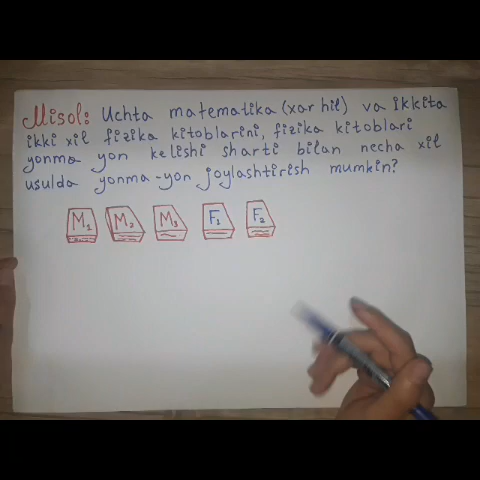 Misol: Uchta matematika (xar hil) va ikkita
ikki xil fizika kitoblarini, fizika kitoblari
yonma yon kelishi sharti bilan necha xil
usulda yonma-yon joylashtirish mumkin?
M₁ M₂ M₃ F₁ F₂